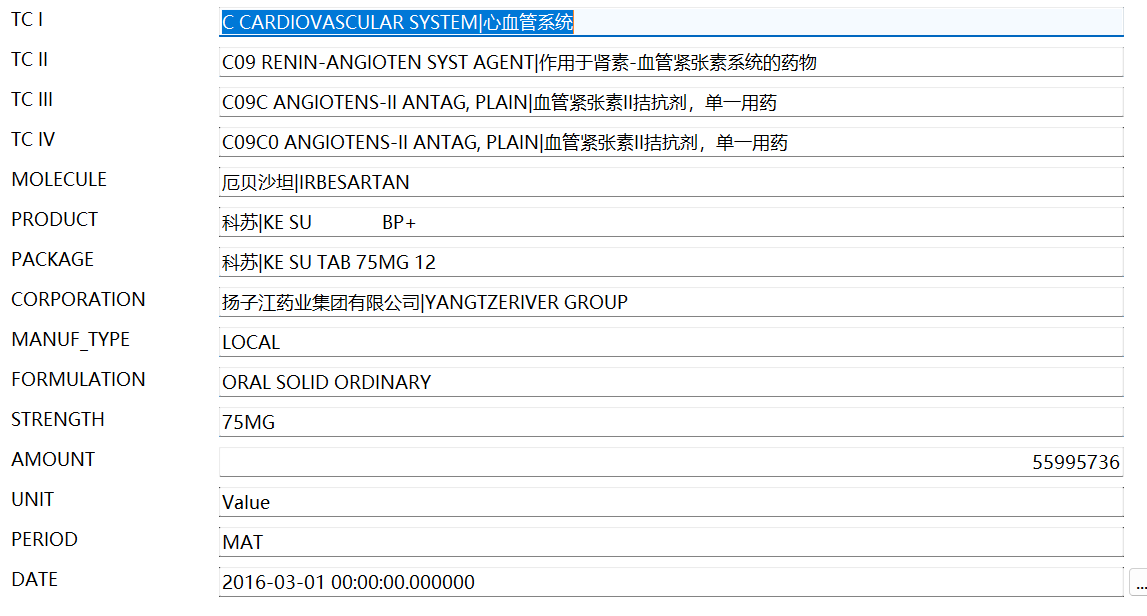 TC I C CARDIOVASCULAR SYSTEM|心血管系统
TC II C09 RENIN-ANGIOTEN SYST AGENT|作用于肾素-血管紧张素系统的药物
TC III C09C ANGIOTENS-II ANTAG, PLAIN|血管紧张素II拮抗剂，单一用药
TC IV C09C0 ANGIOTENS-II ANTAG, PLAIN|血管紧张素II拮抗剂，单一用药
MOLECULE 厄贝沙坦|IRBESARTAN
PRODUCT 科苏|KE SU BP+
PACKAGE 科苏|KE SU TAB 75MG 12
CORPORATION 扬子江药业集团有限公司|YANGTZERIVER GROUP
MANUF_TYPE LOCAL
FORMULATION ORAL SOLID ORDINARY
STRENGTH 75MG
AMOUNT 55995736
UNIT Value
PERIOD MAT
DATE 2016-03-01 00:00:00.000000 ...